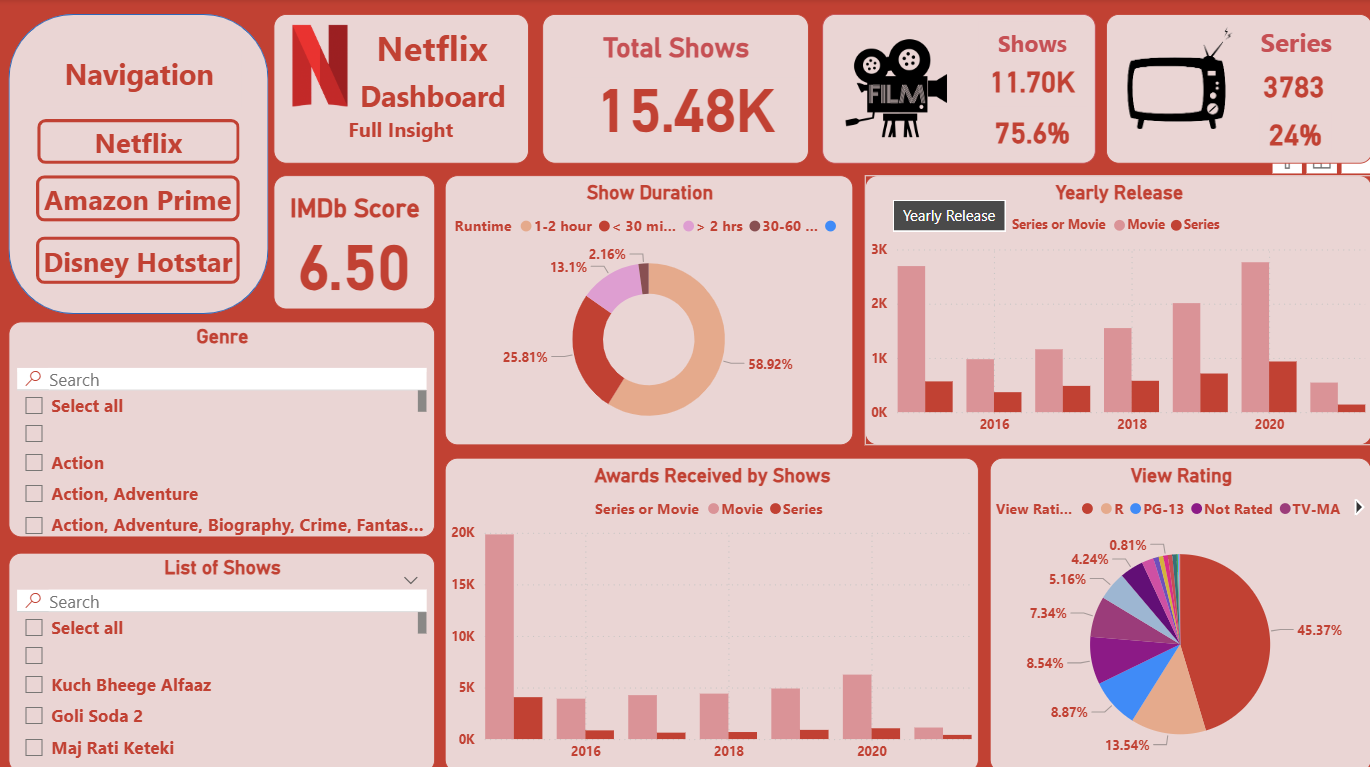 Navigation
Netflix
Amazon Prime
Disney Hotstar
N
Netflix
Dashboard
Full Insight
Total Shows
15.48K
FILM
Shows
11.70K
75.6%
Series
3783
24%
IMDb Score
6.50
Show Duration
Runtime 1-2 hour < 30 mi... > 2 hrs 30-60 ...
2.16%
13.1%
25.81%
58.92%
Yearly Release
Yearly Release
Series or Movie Movie Series
3K
2K
1K
0K
2016 2018 2020
Genre
Search
Select all
Action
Action, Adventure
Action, Adventure, Biography, Crime, Fantas...
List of Shows
Search
Select all
Kuch Bheege Alfaaz
Goli Soda 2
Maj Rati Keteki
Awards Received by Shows
Series or Movie Movie Series
20K
15K
10K
5K
0K
2016 2018 2020
View Rating
View Rati... R PG-13 Not Rated TV-MA
0.81%
4.24%
5.16%
7.34%
8.54%
8.87%
13.54%
45.37%